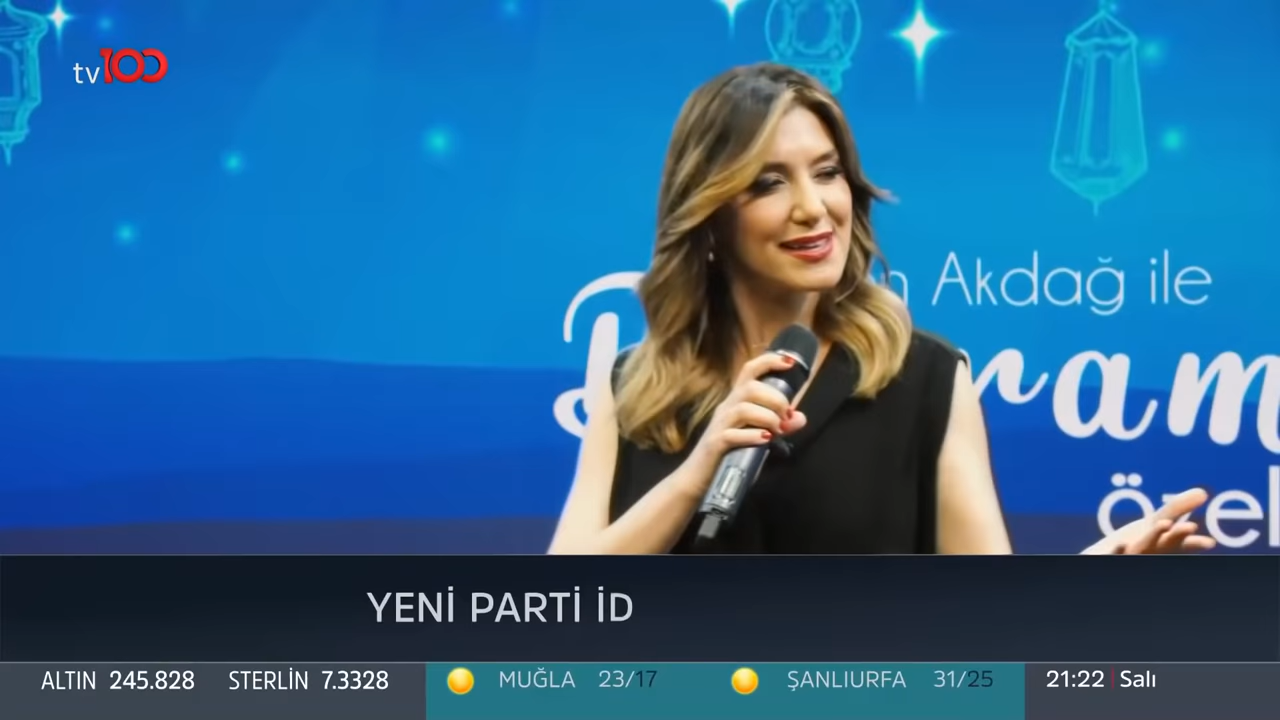 tv100
Akdağ ile
özel
YENİ PARTİ İD
ALTIN 245.828 STERLİN 7.3328 MUĞLA 23/17 ŞANLIURFA 31/25 21:22 Salı